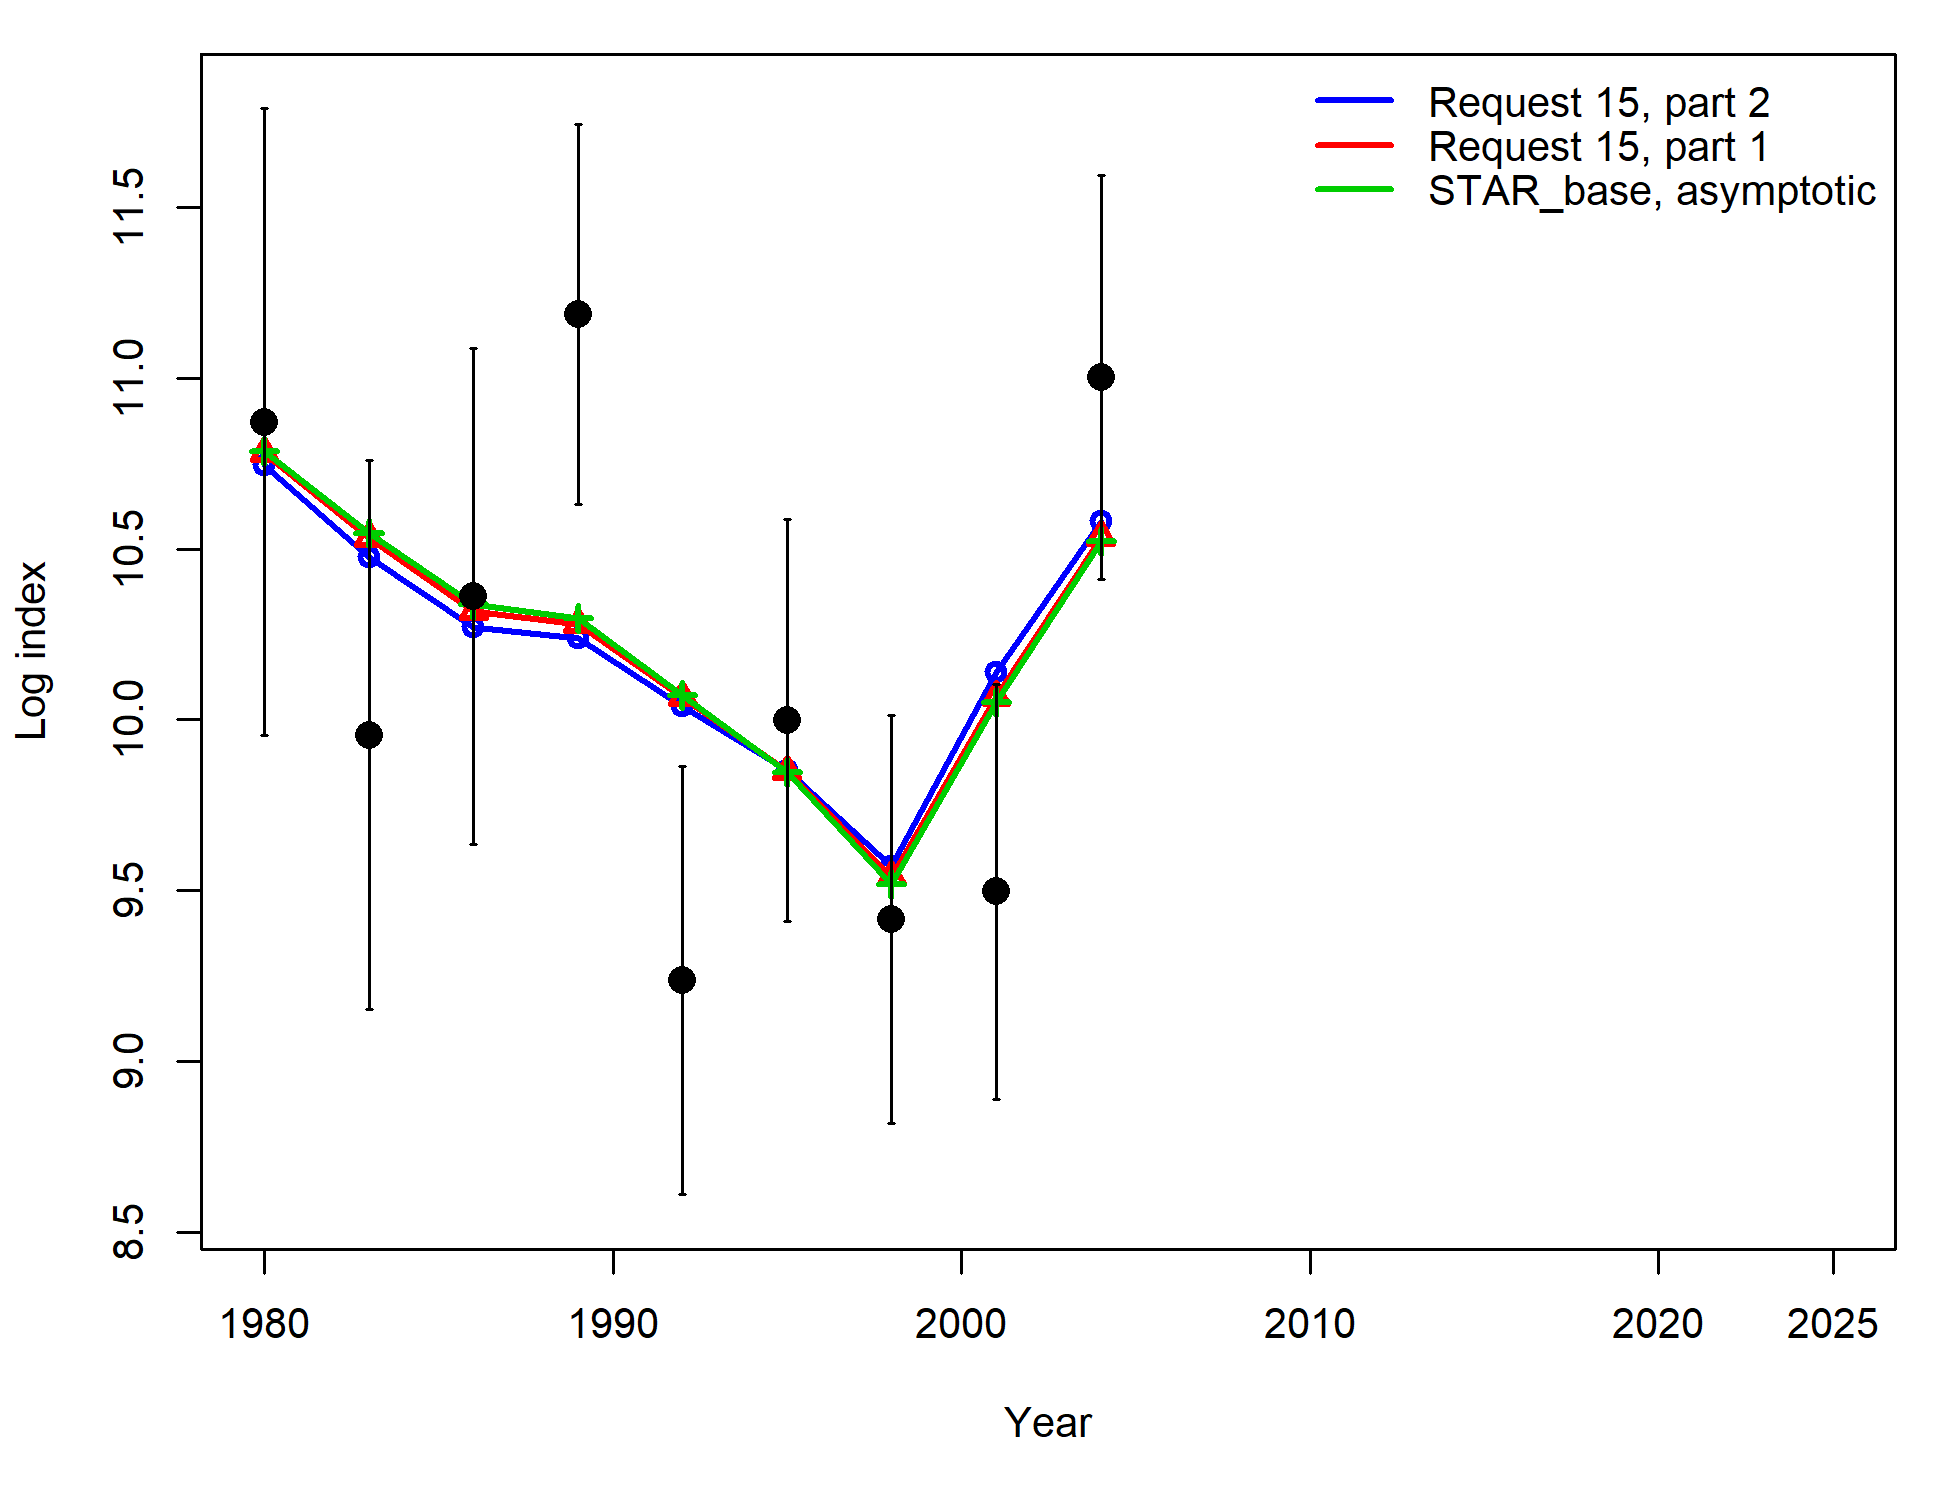 Request 15, part 2
Request 15, part 1
STAR_base, asymptotic
Log index
11.5
11.0
10.5
10.0
9.5
9.0
8.5
1980 1990 2000 2010 2020 2025
Year